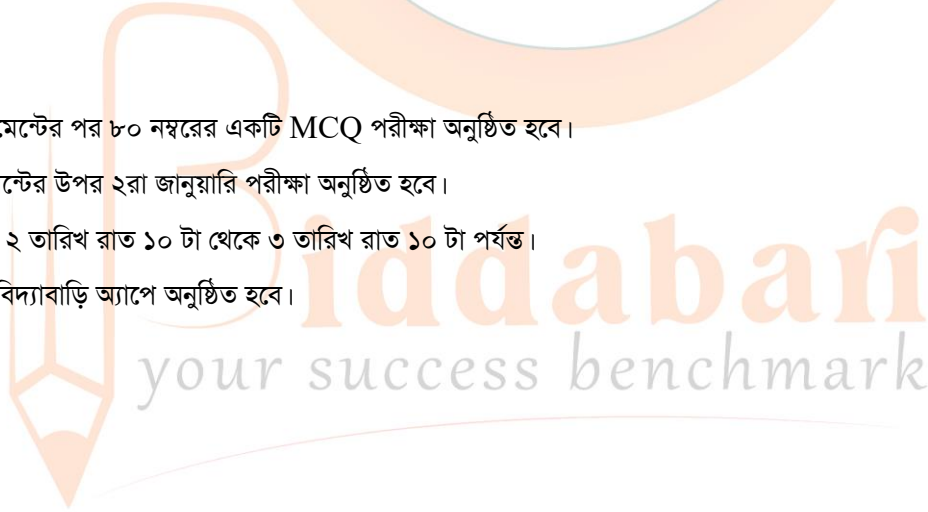 মেন্টের পর ৮০ নম্বরের একটি MCQ পরীক্ষা অনুষ্ঠিত হবে।
ন্টের উপর ২রা জানুয়ারি পরীক্ষা অনুষ্ঠিত হবে।
২ তারিখ রাত ১০ টা থেকে ৩ তারিখ রাত ১০ টা পর্যন্ত।
বিদ্যাবাড়ি অ্যাপে অনুষ্ঠিত হবে।
Biddabari
your success benchmark